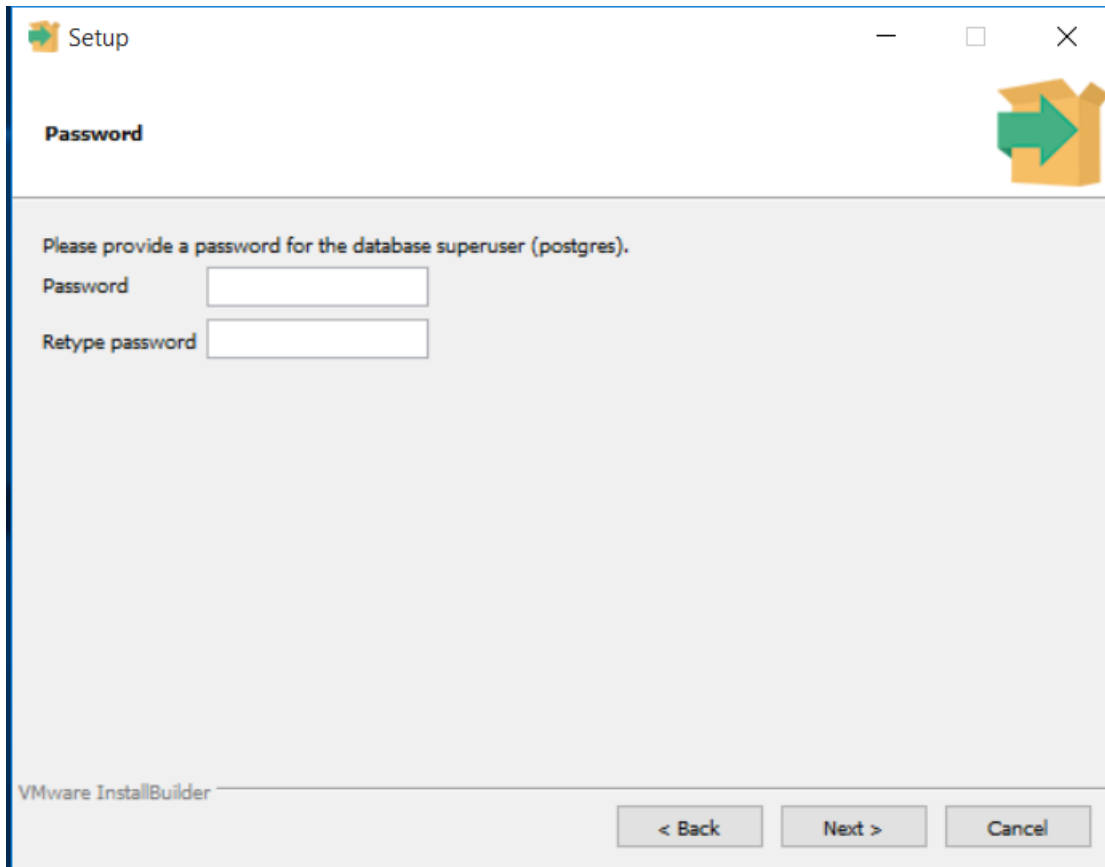 Setup
Password
Please provide a password for the database superuser (postgres).
Password
Retype password
VMware InstallBuilder
< Back
Next >
Cancel